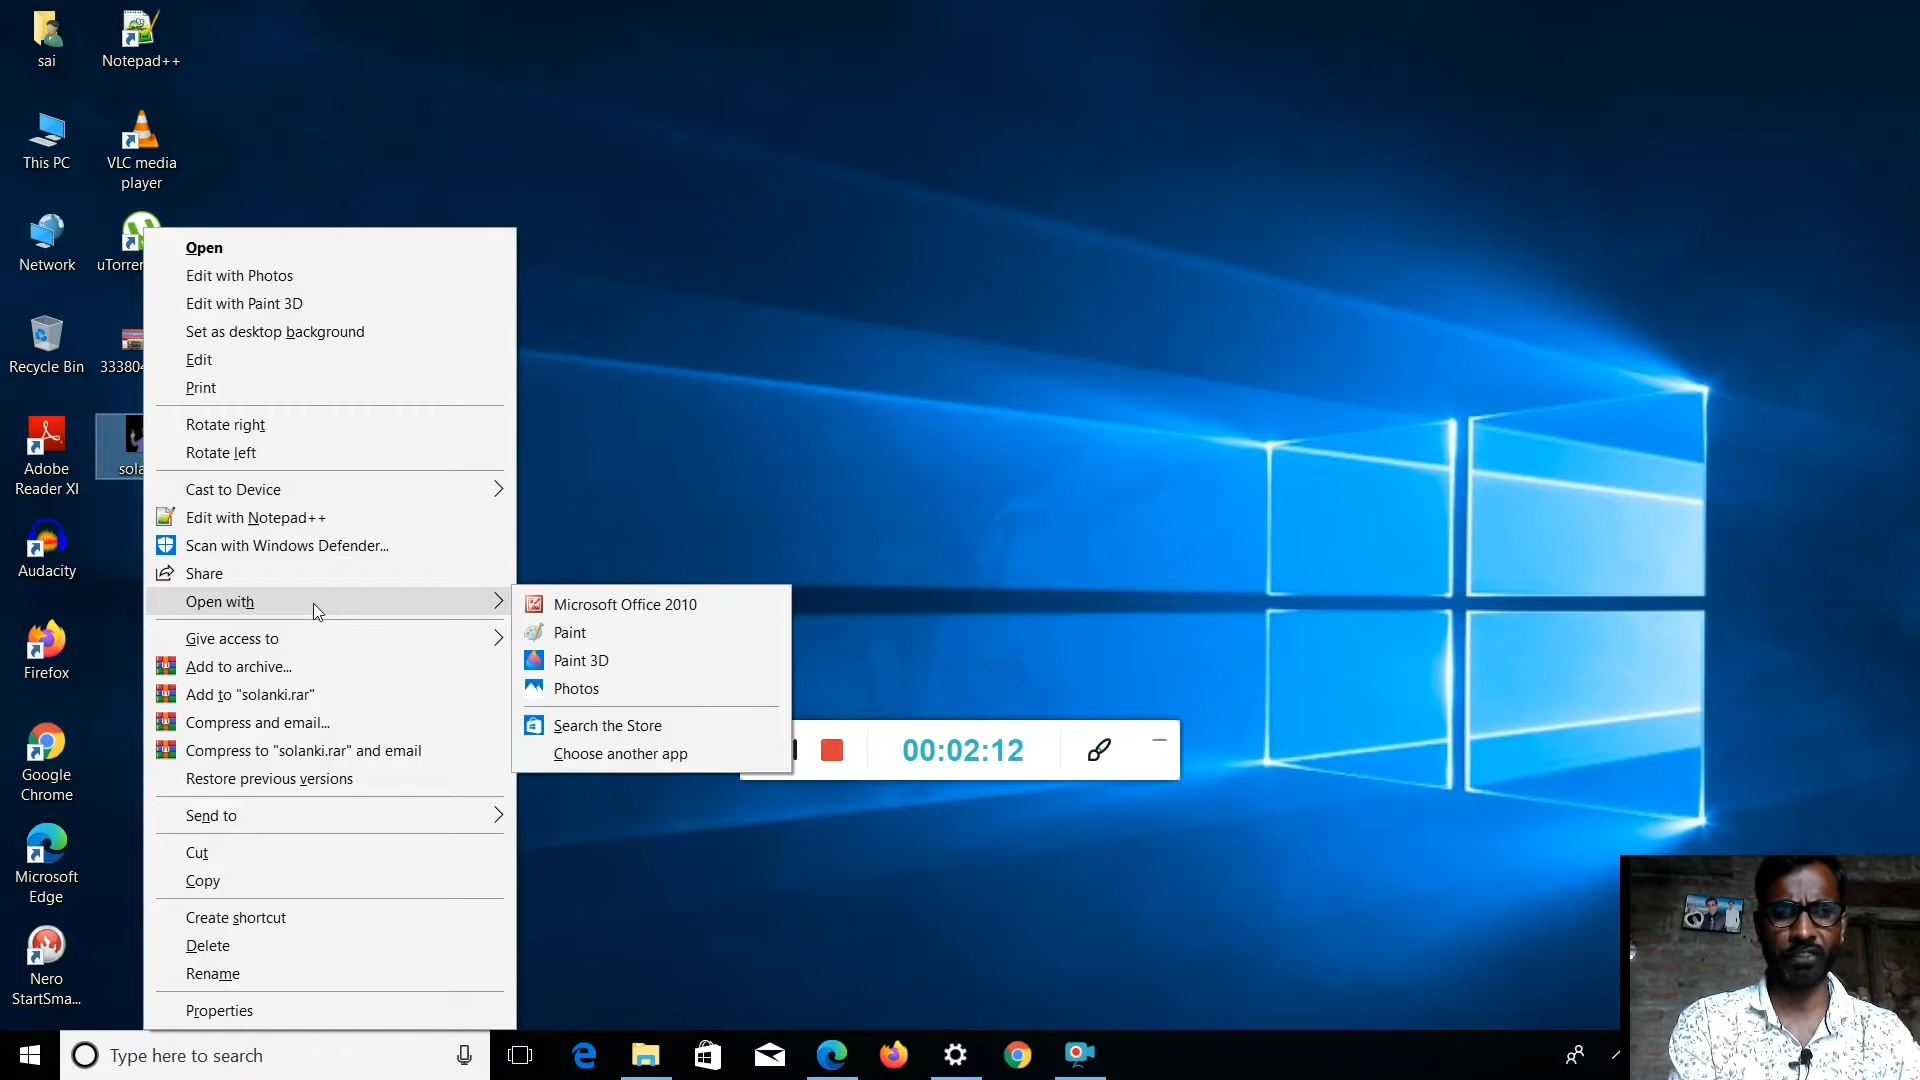 sai
Notepad++
This PC
VLC media
player
Network
uTorren
Recycle Bin
333804
Adobe
Reader XI
sola
Audacity
Firefox
Google
Chrome
Microsoft
Edge
Nero
StartSma...
Open
Edit with Photos
Edit with Paint 3D
Set as desktop background
Edit
Print
Rotate right
Rotate left
Cast to Device
Edit with Notepad++
Scan with Windows Defender...
Share
Open with
Give access to
Add to archive...
Add to "solanki.rar"
Compress and email...
Compress to "solanki.rar" and email
Restore previous versions
Send to
Cut
Copy
Create shortcut
Delete
Rename
Properties
Microsoft Office 2010
Paint
Paint 3D
Photos
Search the Store
Choose another app
00:02:12
Type here to search